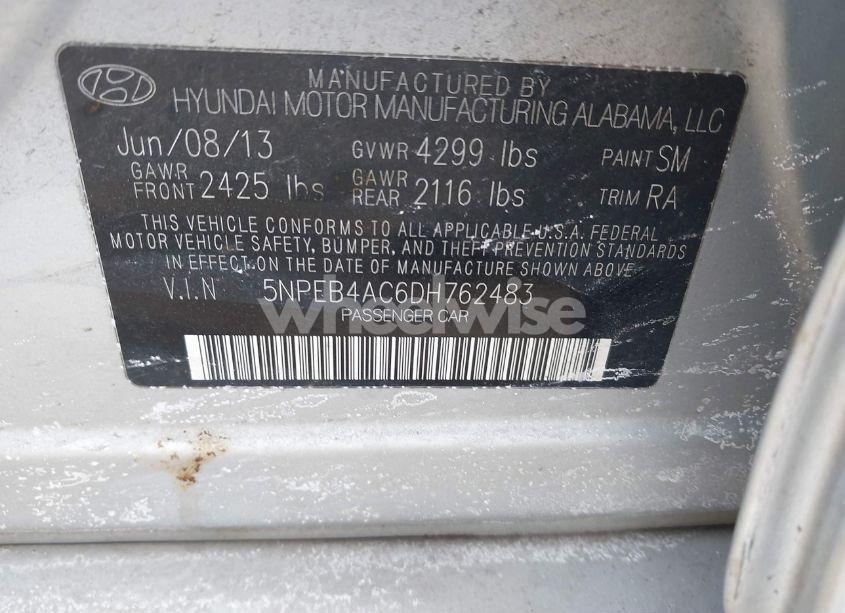 MANUFACTURED BY
HYUNDAI MOTOR MANUFACTURING ALABAMA, LLC
Jun/08/13 GVWR 4299 lbs PAINT SM
GAWR FRONT 2425 lbs GAWR REAR 2116 lbs TRIM RA
THIS VEHICLE CONFORMS TO ALL APPLICABLE U.S.A. FEDERAL
MOTOR VEHICLE SAFETY, BUMPER, AND THEFT PREVENTION STANDARDS
IN EFFECT ON THE DATE OF MANUFACTURE SHOWN ABOVE.
V.I.N 5NPEB4AC6DH762483
wheelwise
PASSENGER CAR